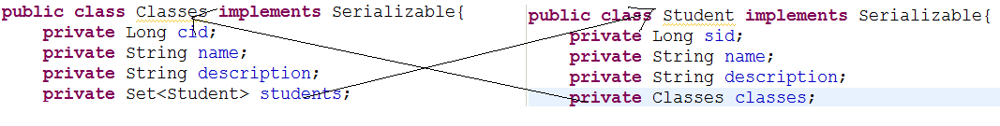 public class Classes implements Serializable{
private Long cid;
private String name;
private String description;
private Set<Student> students;
public class Student implements Serializable{
private Long sid;
private String name;
private String description;
private Classes classes;